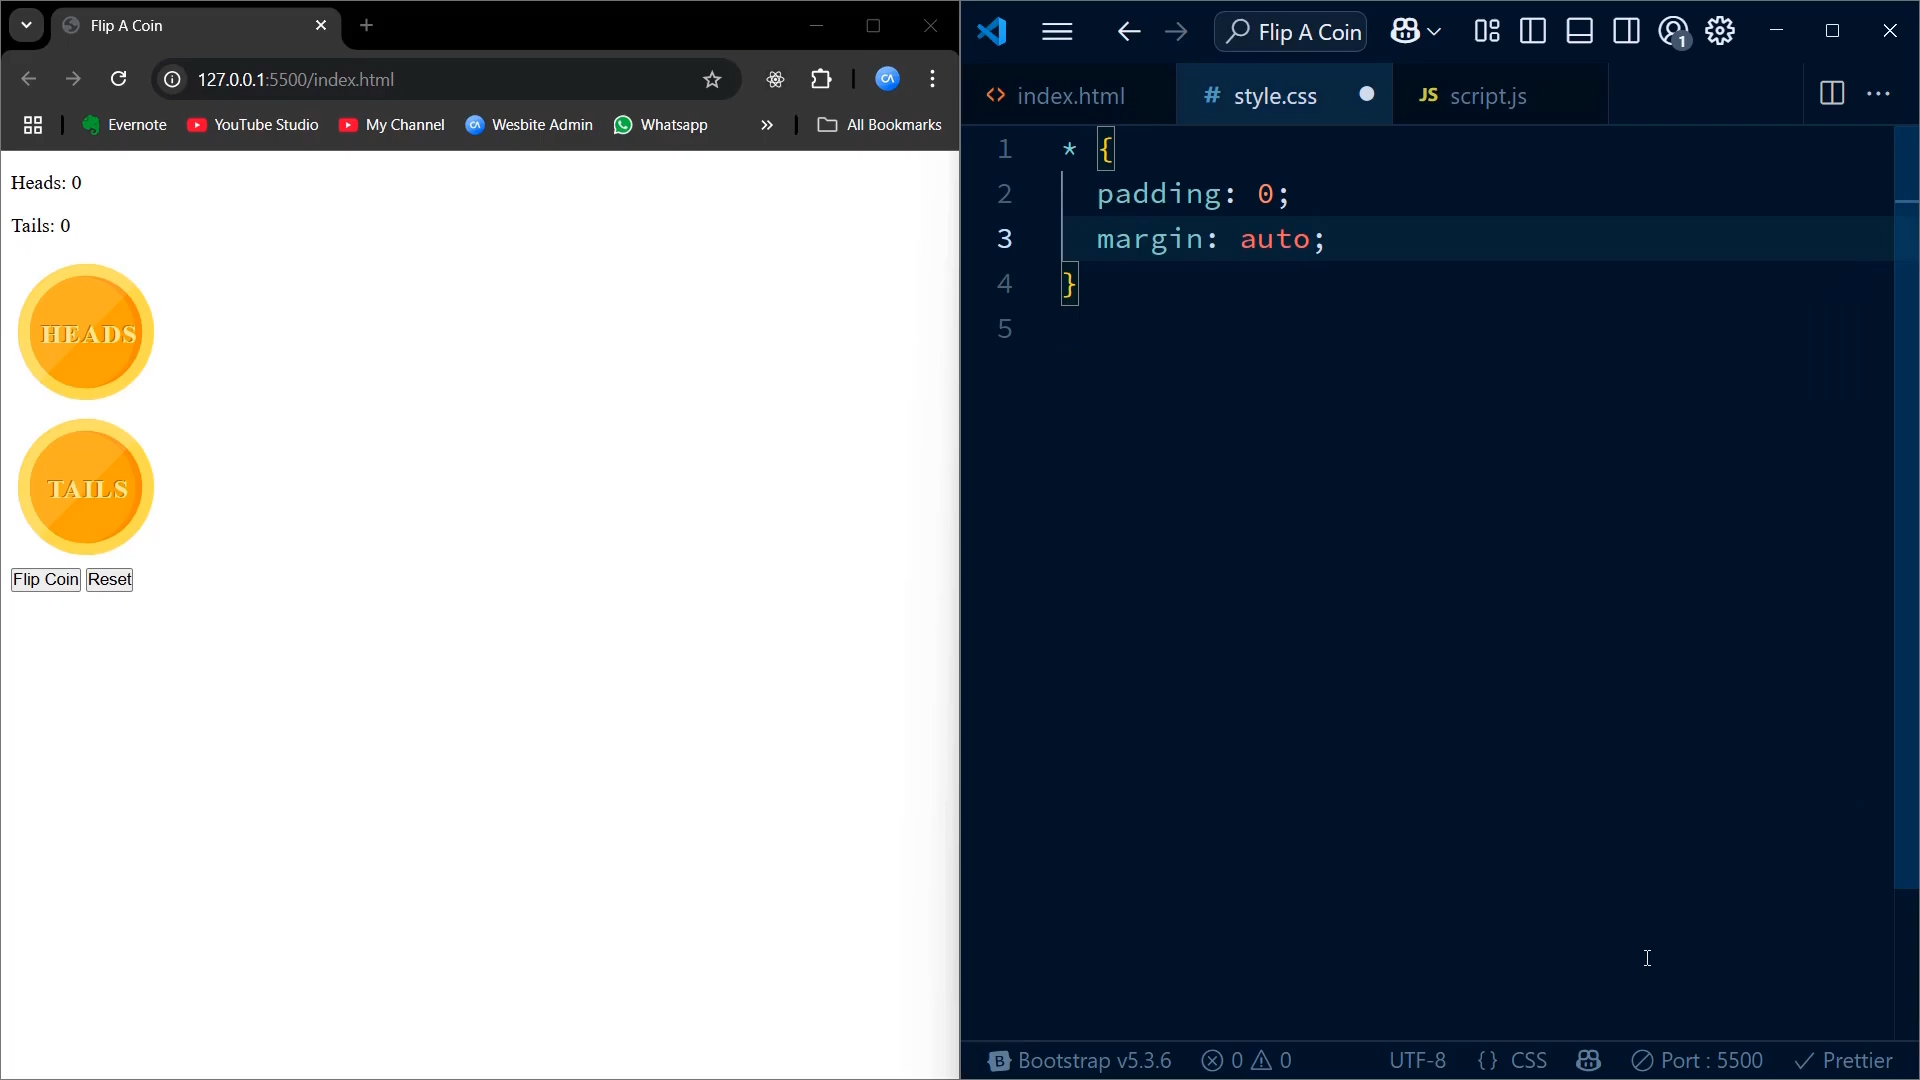 Flip A Coin
127.0.0.1:5500/index.html
Evernote YouTube Studio My Channel Wesbite Admin Whatsapp » All Bookmarks
Heads: 0
Tails: 0
HEADS
TAILS
Flip Coin Reset
Flip A Coin
1
<> index.html # style.css JS script.js
1 * {
2 padding: 0;
3 margin: auto;
4 }
5
B Bootstrap v5.3.6 0 0 UTF-8 {} CSS Port : 5500 Prettier